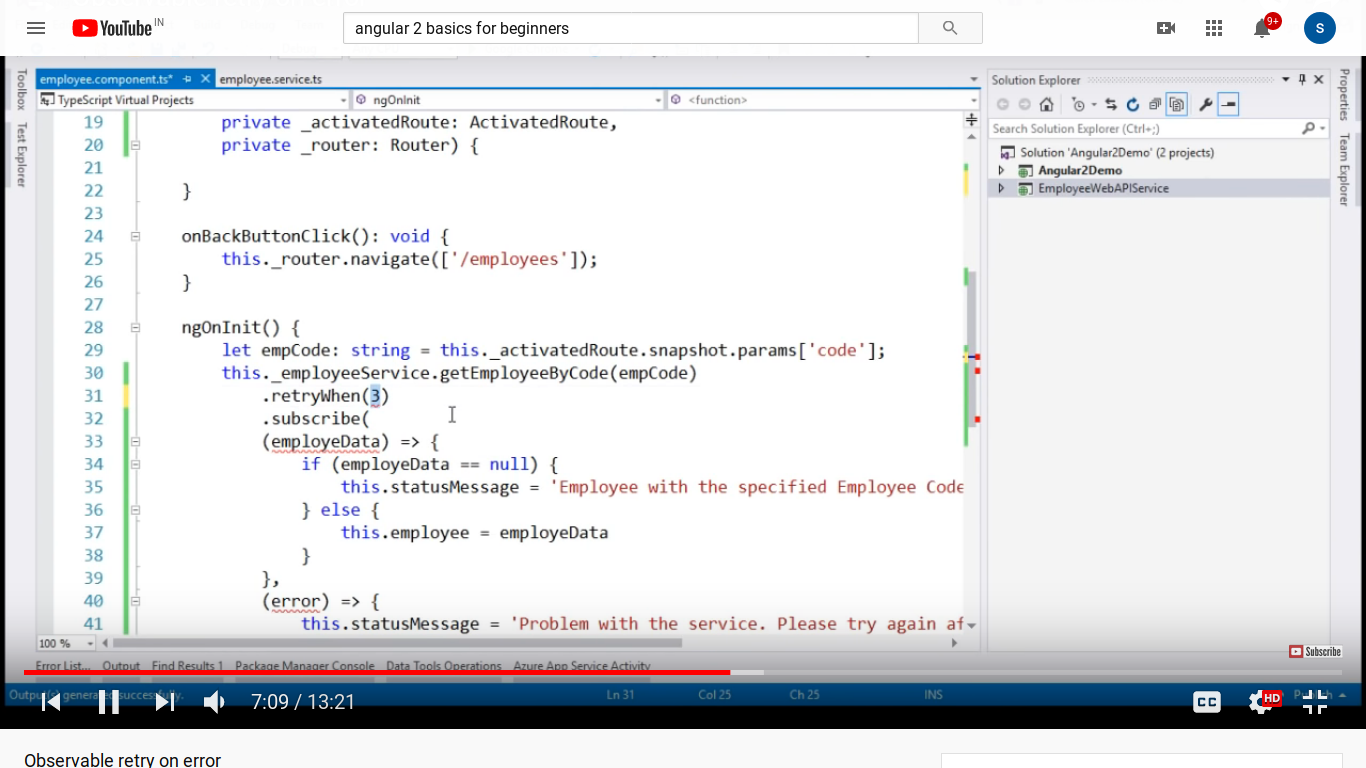 YouTube IN
angular 2 basics for beginners
9+
S
employee.component.ts*
employee.service.ts
TypeScript Virtual Projects
ngOnInit
<function>
19 private _activatedRoute: ActivatedRoute,
20 private _router: Router) {
21
22 }
23
24 onBackButtonClick(): void {
25 this._router.navigate(['/employees']);
26 }
27
28 ngOnInit() {
29 let empCode: string = this._activatedRoute.snapshot.params['code'];
30 this._employeeService.getEmployeeByCode(empCode)
31 .retryWhen(3)
32 .subscribe(
33 (employeData) => {
34 if (employeData == null) {
35 this.statusMessage = 'Employee with the specified Employee Code
36 } else {
37 this.employee = employeData
38 }
39 },
40 (error) => {
41 this.statusMessage = 'Problem with the service. Please try again af
100 %
Toolbox
Test Explorer
Solution Explorer
Search Solution Explorer (Ctrl+;)
Solution 'Angular2Demo' (2 projects)
Angular2Demo
EmployeeWebAPIService
Properties
Team Explorer
Subscribe
Error List... Output Find Results 1 Package Manager Console Data Tools Operations Azure App Service Activity
Output(s) generated successfully.
Ln 31 Col 25 Ch 25 INS
7:09 / 13:21
CC
HD
Observable retry on error